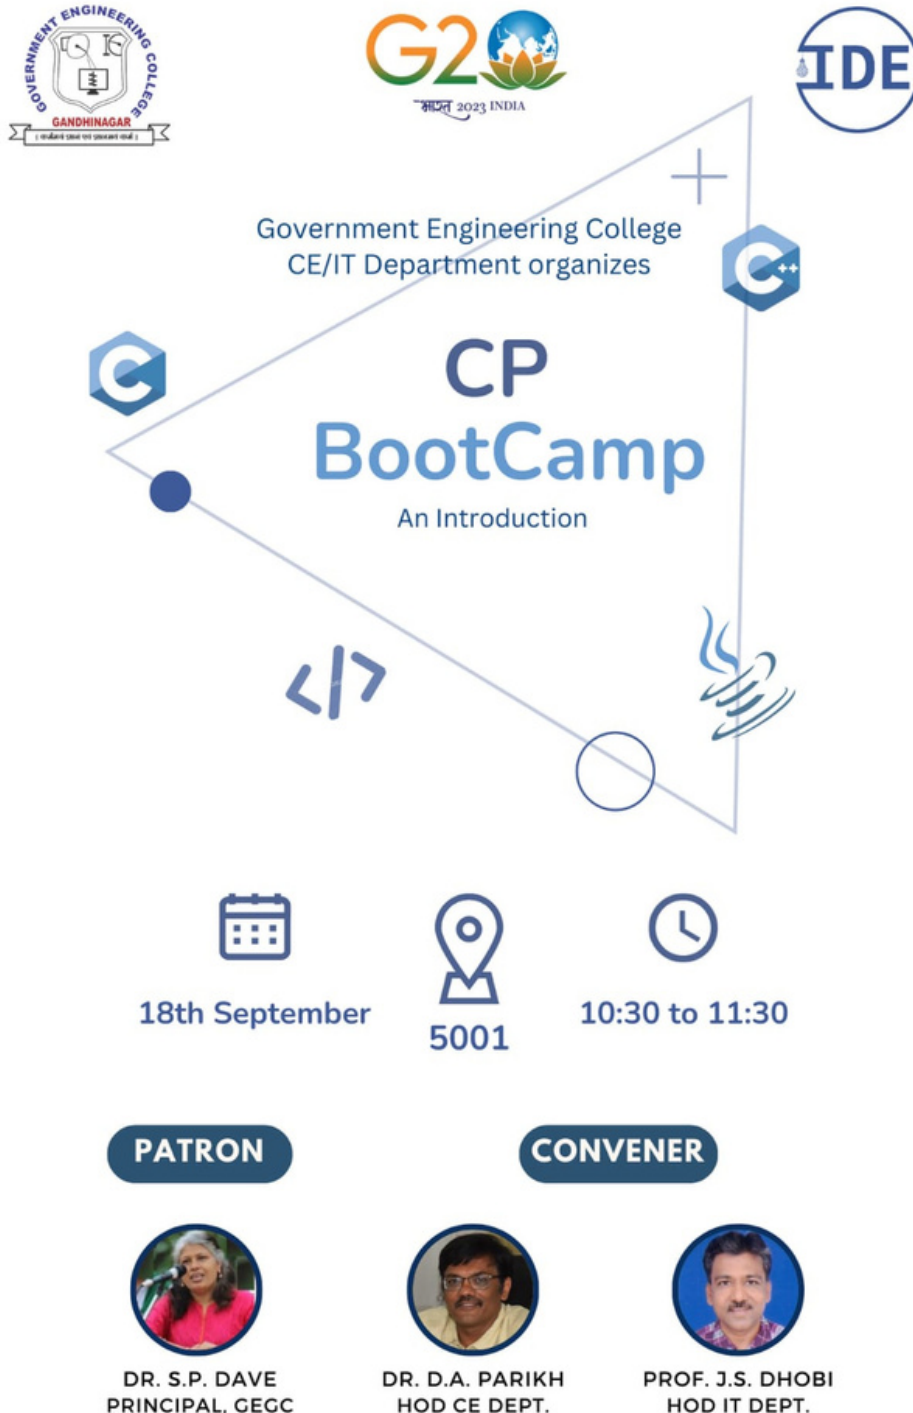 GOVERNMENT ENGINEERING COLLEGE
GANDHINAGAR
G20
भारत 2023 INDIA
IDE
Government Engineering College
CE/IT Department organizes
C
C++
CP
BootCamp
An Introduction
</>
18th September
5001
10:30 to 11:30
PATRON
CONVENER
DR. S.P. DAVE
PRINCIPAL, GEGC
DR. D.A. PARIKH
HOD CE DEPT.
PROF. J.S. DHOBI
HOD IT DEPT.